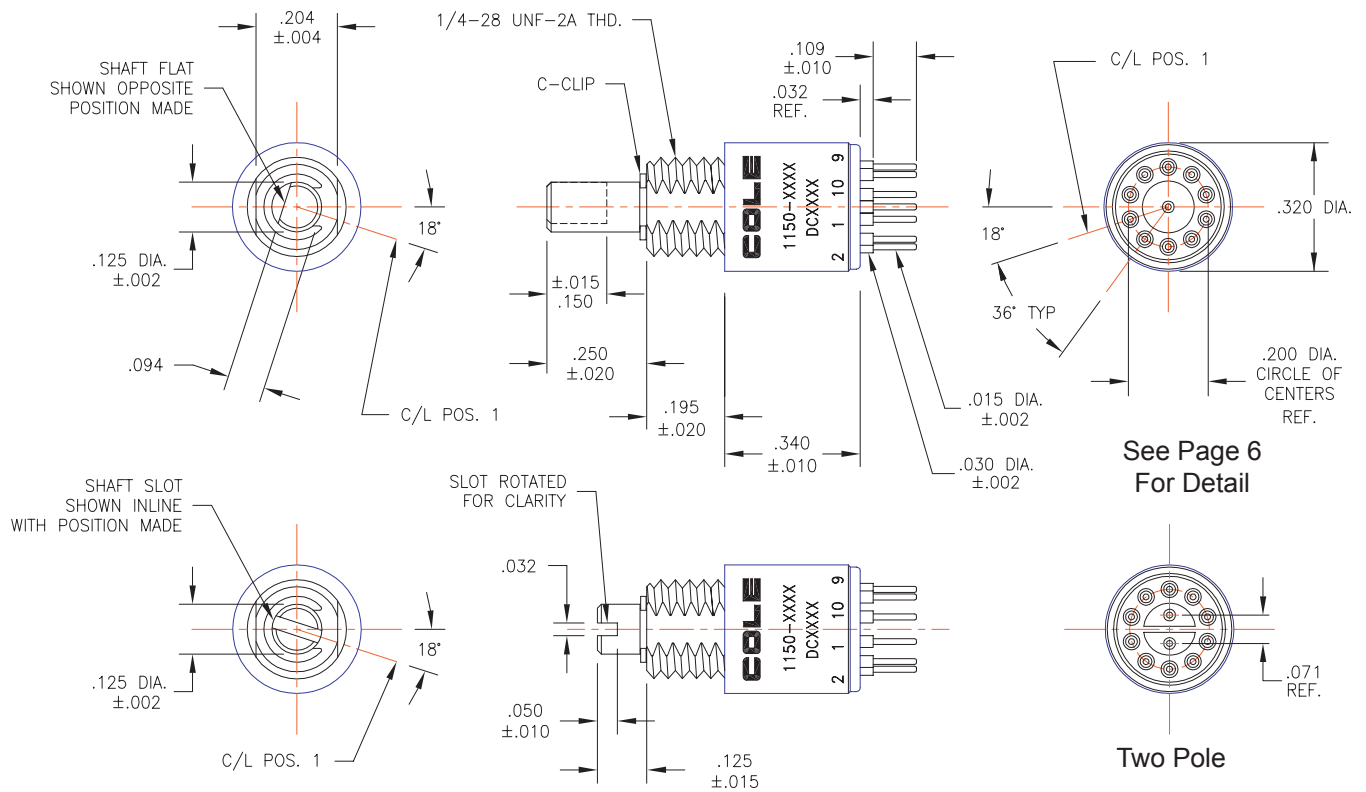 .204
±.004
1/4-28 UNF-2A THD.
SHAFT FLAT
SHOWN OPPOSITE
POSITION MADE
C-CLIP
.109
±.010
.032
REF.
C/L POS. 1
18°
.125 DIA.
±.002
.094
C/L POS. 1
COLE
1150-XXXX
DCXXXX
9
10
1
2
±.015
.150
.250
±.020
.195
±.020
.340
±.010
.015 DIA.
±.002
.030 DIA.
±.002
18°
36° TYP
.320 DIA.
.200 DIA.
CIRCLE OF
CENTERS
REF.
See Page 6
For Detail
SHAFT SLOT
SHOWN INLINE
WITH POSITION MADE
18°
.125 DIA.
±.002
C/L POS. 1
SLOT ROTATED
FOR CLARITY
.032
COLE
1150-XXXX
DCXXXX
9
10
1
2
.050
±.010
.125
±.015
.071
REF.
Two Pole